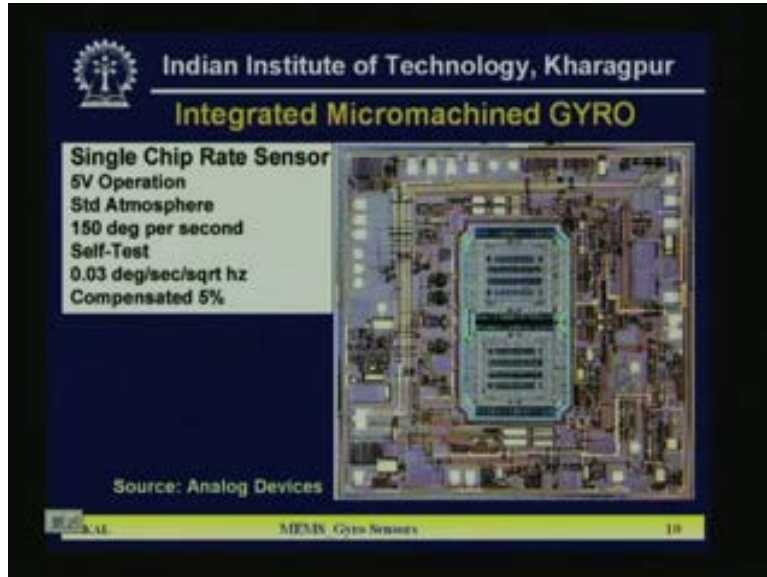 Indian Institute of Technology, Kharagpur
Integrated Micromachined GYRO
Single Chip Rate Sensor
5V Operation
Std Atmosphere
150 deg per second
Self-Test
0.03 deg/sec/sqrt hz
Compensated 5%
Source: Analog Devices
KAL MEMS Gyro Sensors 10